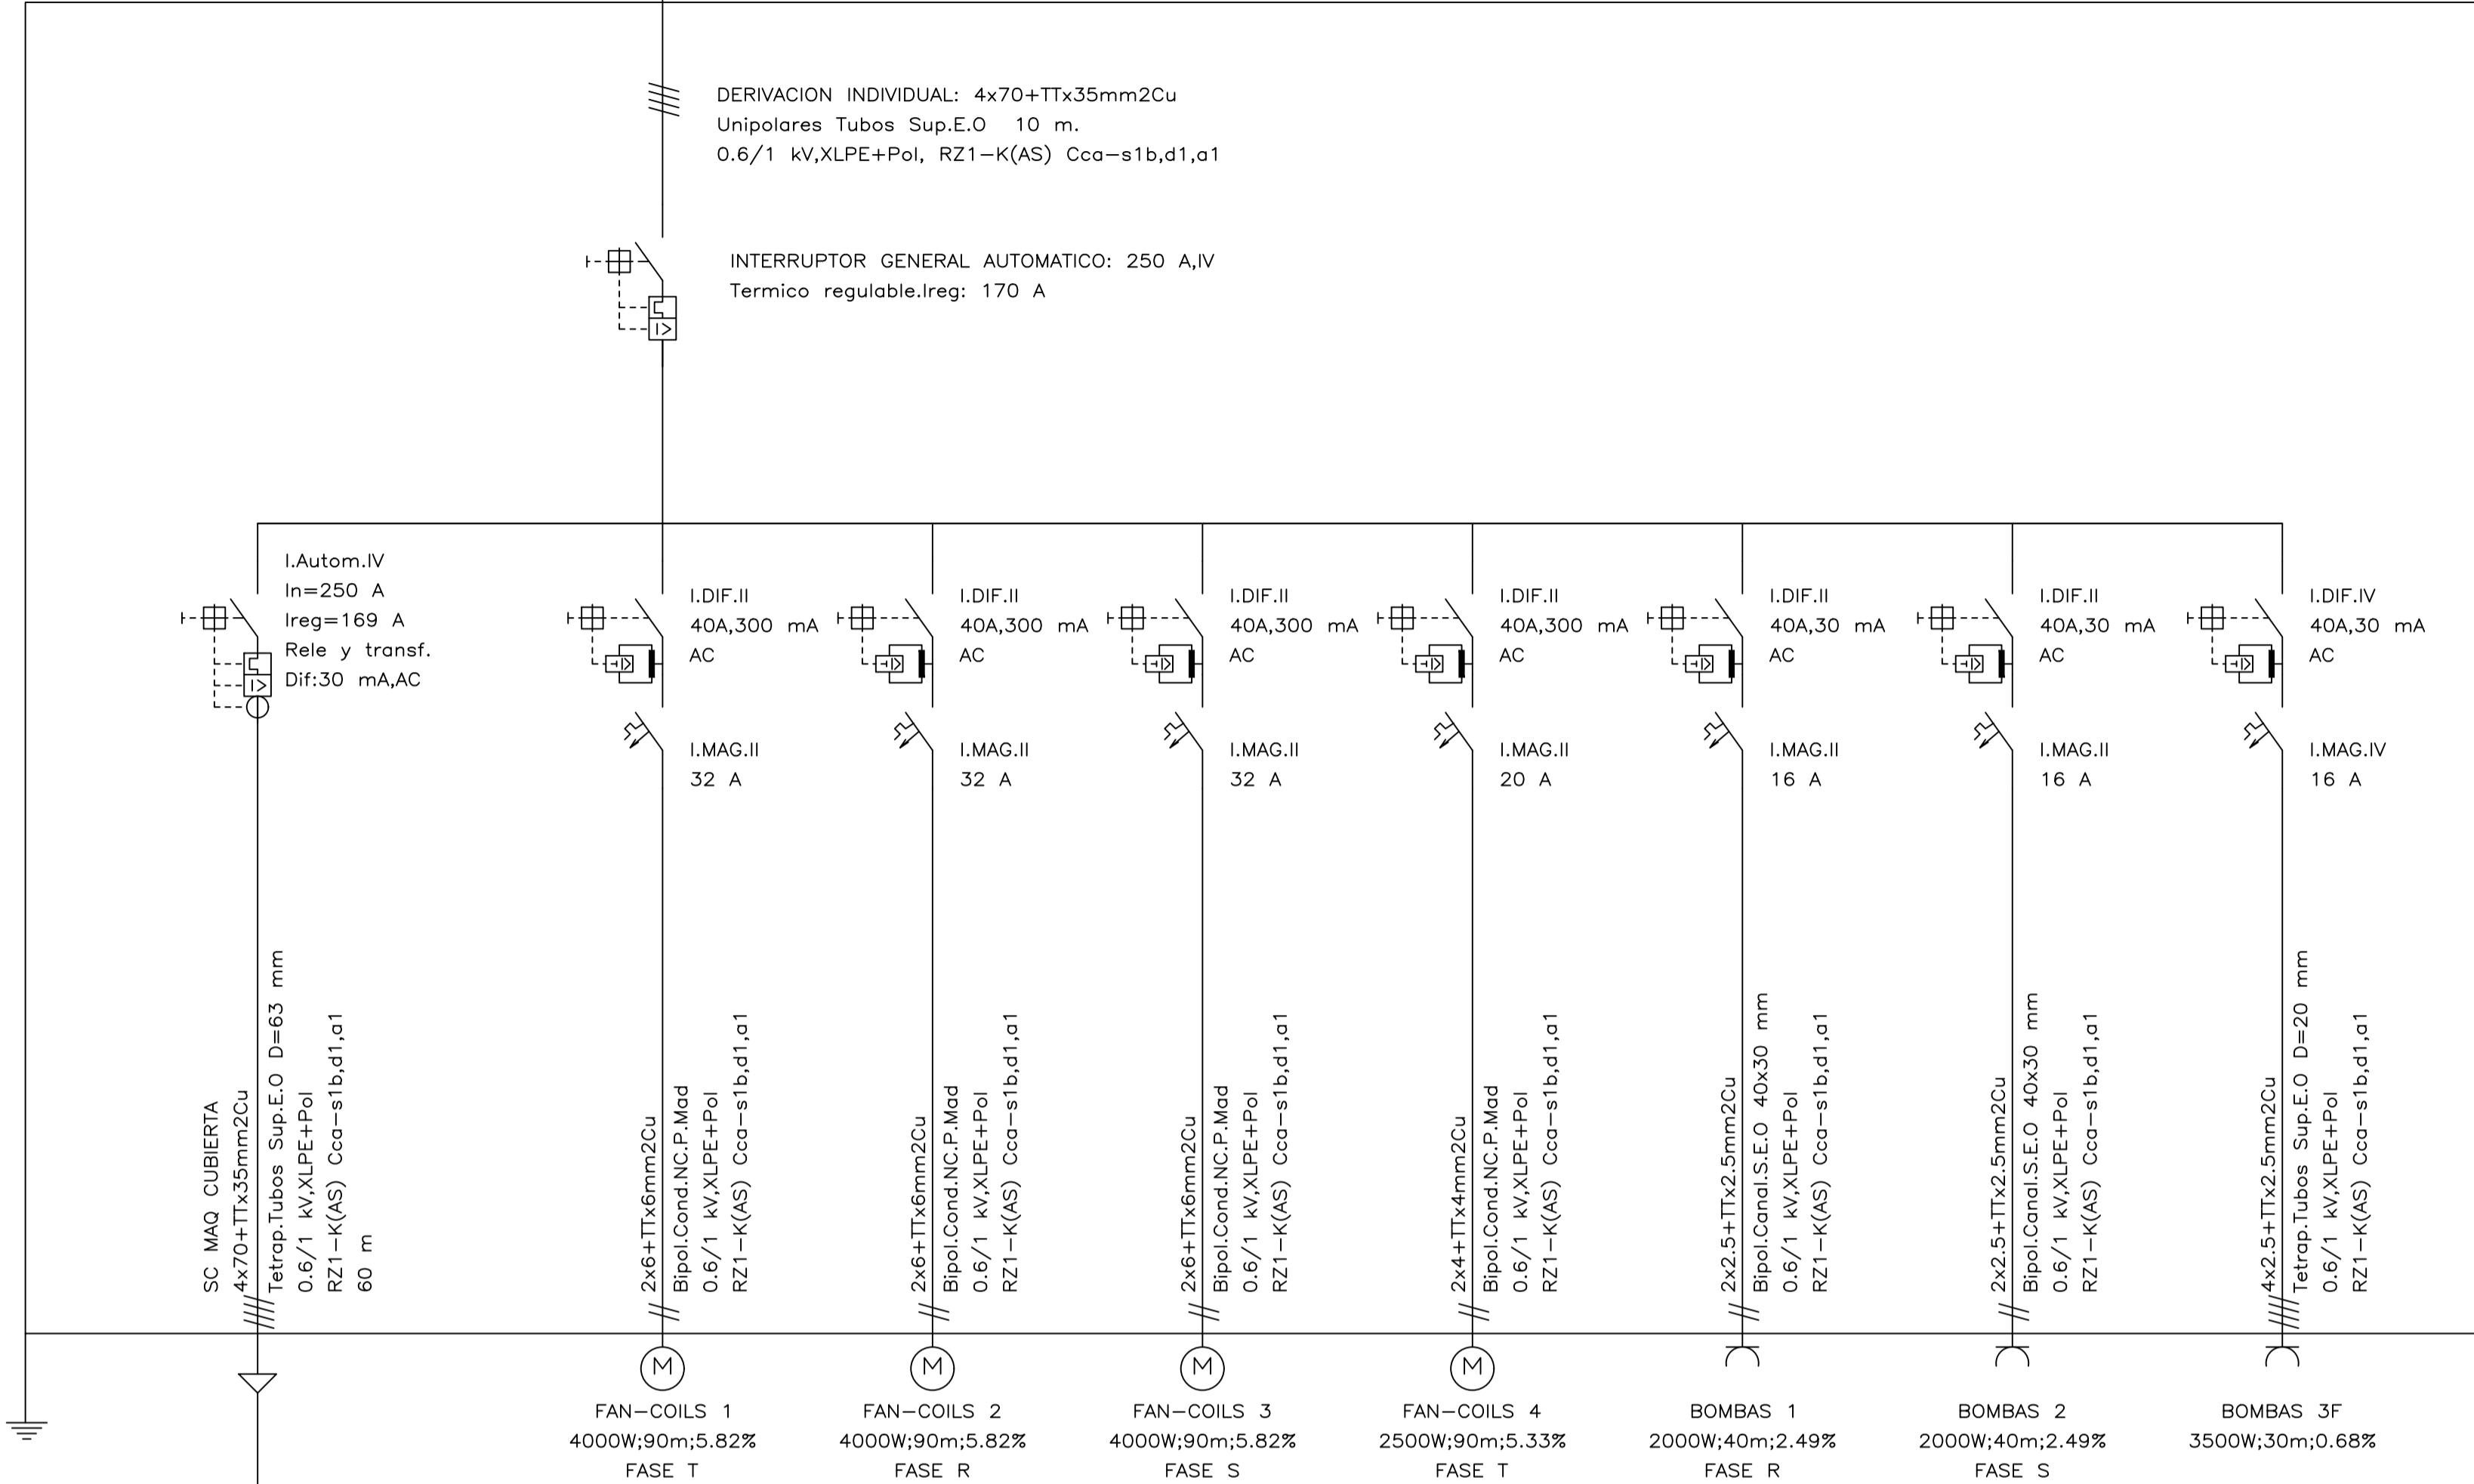 DERIVACION INDIVIDUAL: 4x70+TTx35mm2Cu
Unipolares Tubos Sup.E.O 10 m.
0.6/1 kV,XLPE+Pol, RZ1-K(AS) Cca-s1b,d1,a1
INTERRUPTOR GENERAL AUTOMATICO: 250 A,IV
Termico regulable.Ireg: 170 A
I.Autom.IV
In=250 A
Ireg=169 A
Rele y transf.
Dif:30 mA,AC
I.DIF.II
40A,300 mA
AC
I.MAG.II
32 A
I.DIF.II
40A,300 mA
AC
I.MAG.II
32 A
I.DIF.II
40A,300 mA
AC
I.MAG.II
32 A
I.DIF.II
40A,300 mA
AC
I.MAG.II
20 A
I.DIF.II
40A,30 mA
AC
I.MAG.II
16 A
I.DIF.II
40A,30 mA
AC
I.MAG.II
16 A
I.DIF.IV
40A,30 mA
AC
I.MAG.IV
16 A
SC MAQ CUBIERTA
4x70+TTx35mm2Cu
Tetrap.Tubos Sup.E.O D=63 mm
0.6/1 kV,XLPE+Pol
RZ1-K(AS) Cca-s1b,d1,a1
60 m
2x6+TTx6mm2Cu
Bipol.Cond.NC.P.Mad
0.6/1 kV,XLPE+Pol
RZ1-K(AS) Cca-s1b,d1,a1
2x6+TTx6mm2Cu
Bipol.Cond.NC.P.Mad
0.6/1 kV,XLPE+Pol
RZ1-K(AS) Cca-s1b,d1,a1
2x6+TTx6mm2Cu
Bipol.Cond.NC.P.Mad
0.6/1 kV,XLPE+Pol
RZ1-K(AS) Cca-s1b,d1,a1
2x4+TTx4mm2Cu
Bipol.Cond.NC.P.Mad
0.6/1 kV,XLPE+Pol
RZ1-K(AS) Cca-s1b,d1,a1
2x2.5+TTx2.5mm2Cu
Bipol.Canal.S.E.O 40x30 mm
0.6/1 kV,XLPE+Pol
RZ1-K(AS) Cca-s1b,d1,a1
2x2.5+TTx2.5mm2Cu
Bipol.Canal.S.E.O 40x30 mm
0.6/1 kV,XLPE+Pol
RZ1-K(AS) Cca-s1b,d1,a1
4x2.5+TTx2.5mm2Cu
Tetrap.Tubos Sup.E.O D=20 mm
0.6/1 kV,XLPE+Pol
RZ1-K(AS) Cca-s1b,d1,a1
M
FAN-COILS 1
4000W;90m;5.82%
FASE T
M
FAN-COILS 2
4000W;90m;5.82%
FASE R
M
FAN-COILS 3
4000W;90m;5.82%
FASE S
M
FAN-COILS 4
2500W;90m;5.33%
FASE T
BOMBAS 1
2000W;40m;2.49%
FASE R
BOMBAS 2
2000W;40m;2.49%
FASE S
BOMBAS 3F
3500W;30m;0.68%